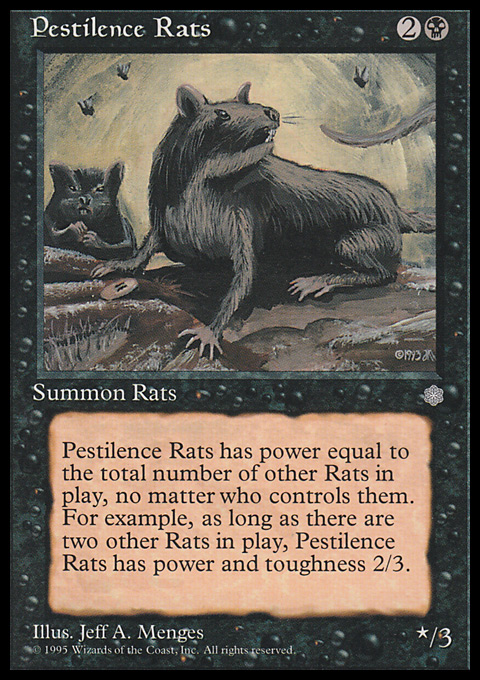 Pestilence Rats 2
©1993 JM
Summon Rats
Pestilence Rats has power equal to
the total number of other Rats in
play, no matter who controls them.
For example, as long as there are
two other Rats in play, Pestilence
Rats has power and toughness 2/3.
Illus. Jeff A. Menges
*/3
© 1995 Wizards of the Coast, Inc. All rights reserved.